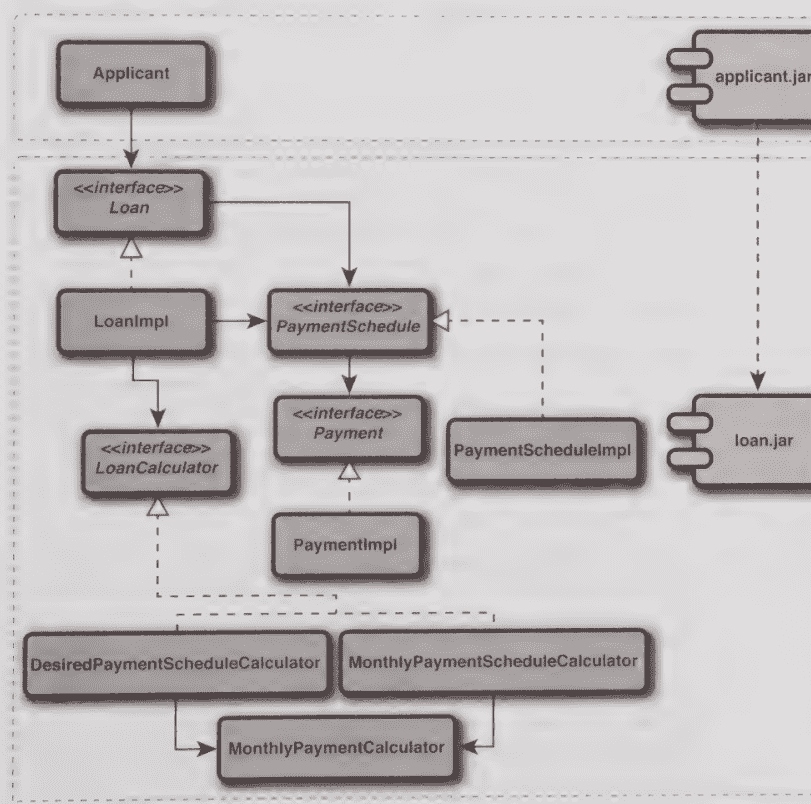 Applicant
applicant.jar
<<interface>>
Loan
LoanImpl
<<interface>>
PaymentSchedule
<<interface>>
LoanCalculator
<<interface>>
Payment
PaymentScheduleImpl
loan.jar
PaymentImpl
DesiredPaymentScheduleCalculator
MonthlyPaymentScheduleCalculator
MonthlyPaymentCalculator